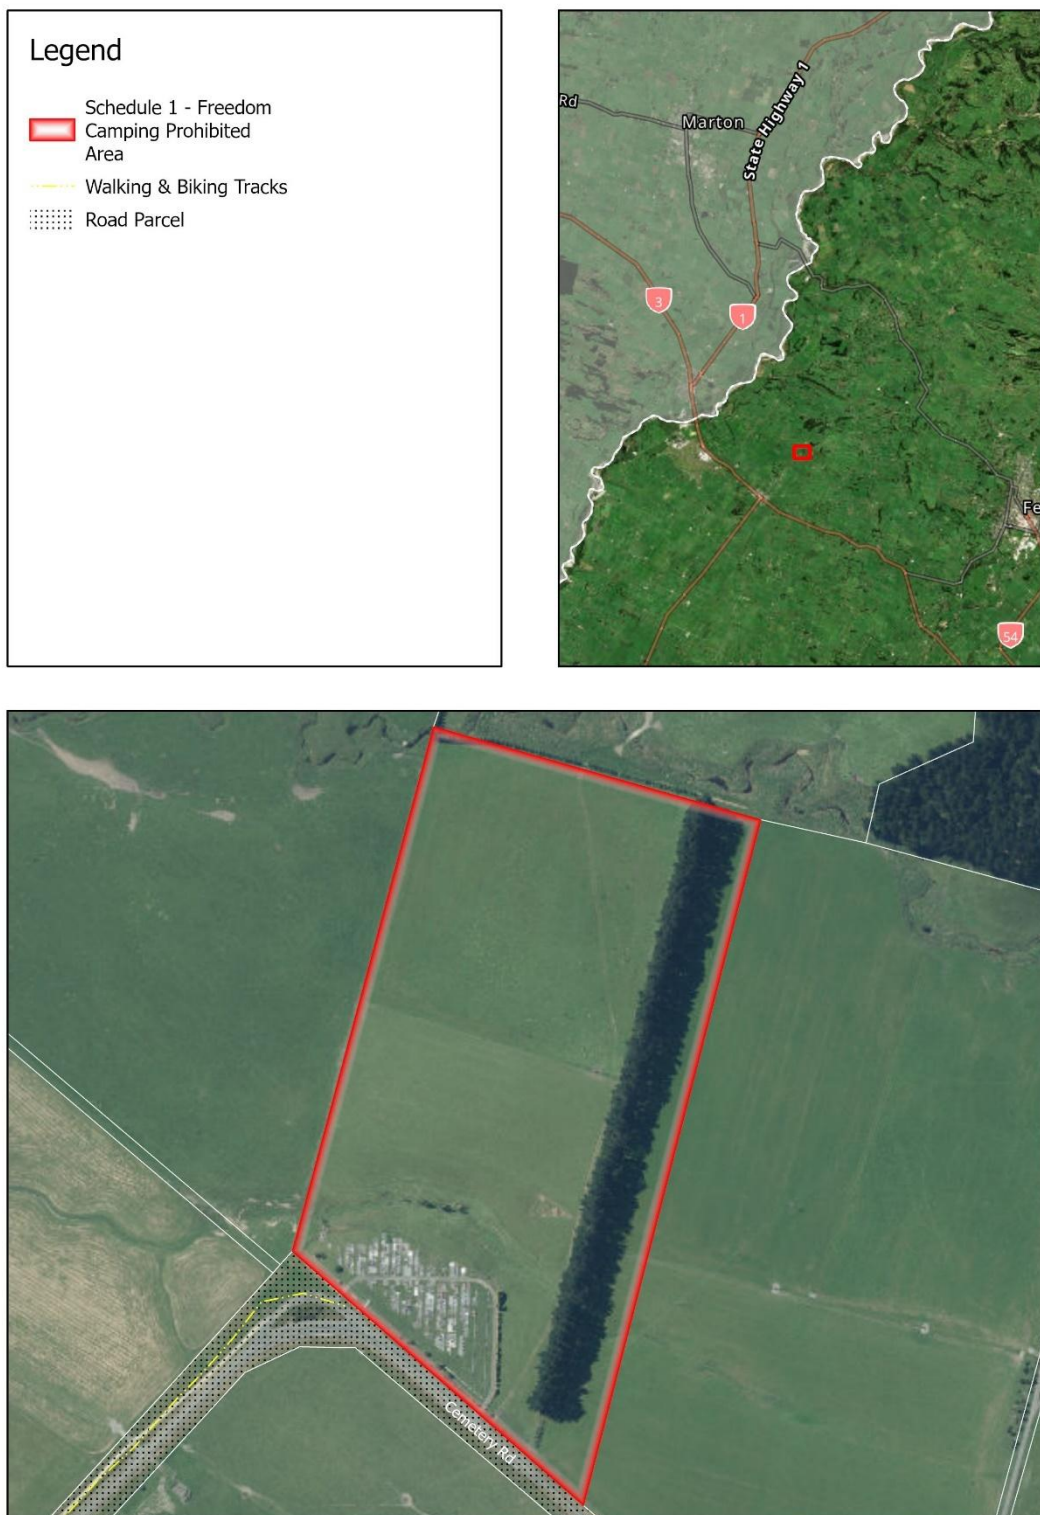 Legend
Schedule 1 - Freedom
Camping Prohibited
Area
Walking & Biking Tracks
Road Parcel
Rd
Marton
State Highway 1
3
1
Fe
54
Cemetery Rd